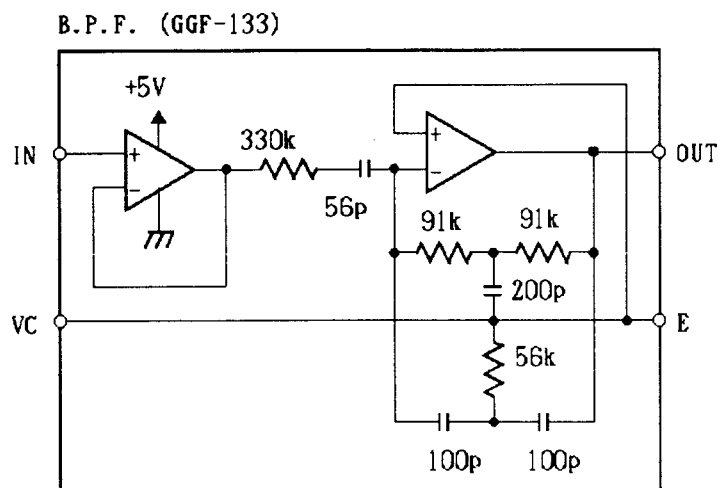 B.P.F. (GGF-133)
+5V
330k
IN
+
-
56p
+
-
OUT
91k
91k
200p
VC
E
56k
100p
100p